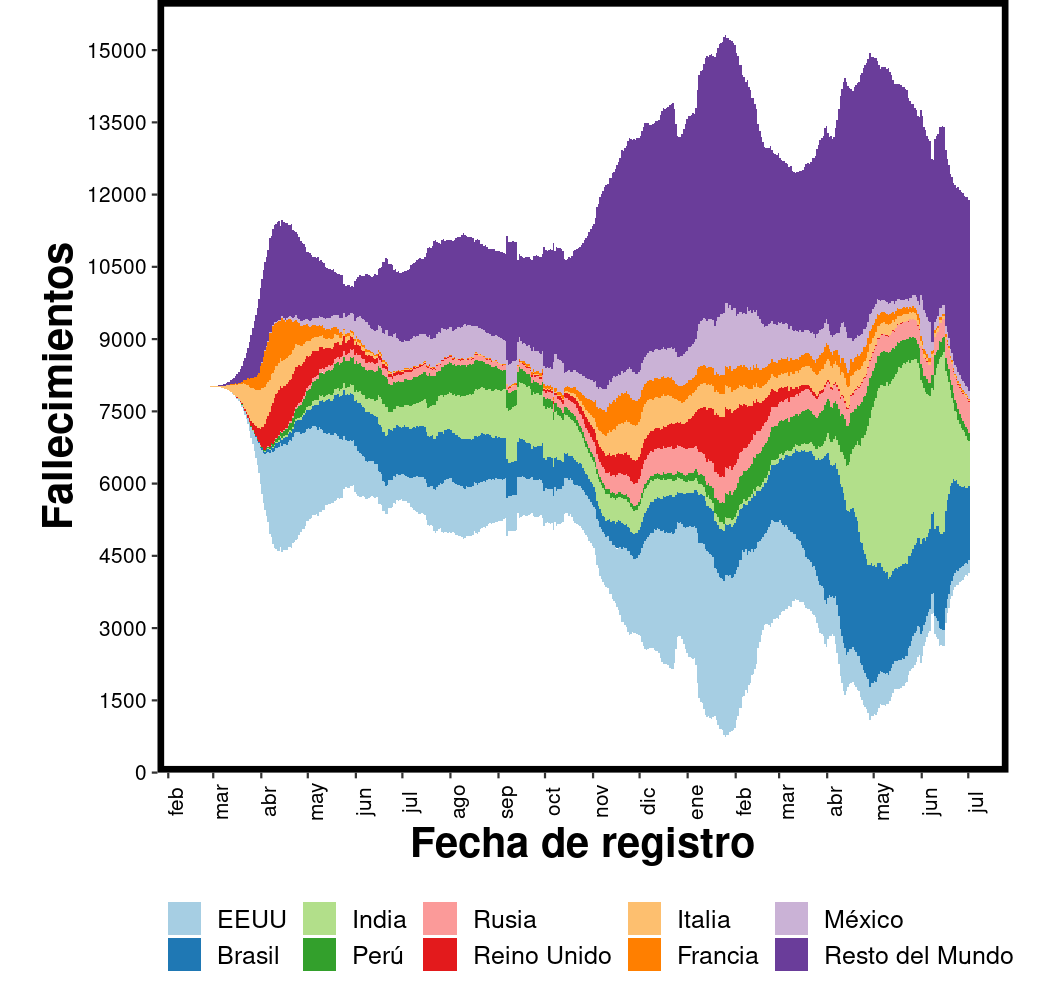 Fallecimientos
15000
13500
12000
10500
9000
7500
6000
4500
3000
1500
0
feb mar abr may jun jul ago sep oct nov dic ene feb mar abr may jun jul
Fecha de registro
EEUU India Rusia Italia México
Brasil Perú Reino Unido Francia Resto del Mundo